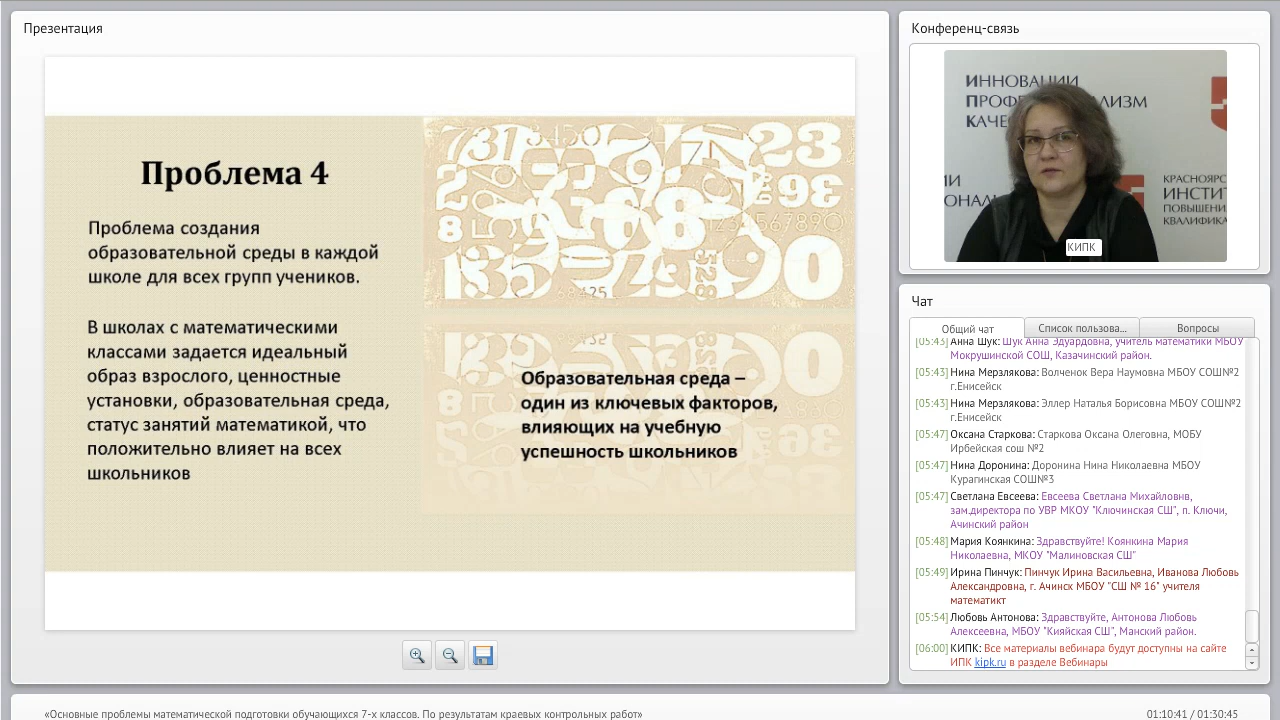 Презентация
Проблема 4
Проблема создания
образовательной среды в каждой
школе для всех групп учеников.
В школах с математическими
классами задается идеальный
образ взрослого, ценностные
установки, образовательная среда,
статус занятий математикой, что
положительно влияет на всех
школьников
Образовательная среда –
один из ключевых факторов,
влияющих на учебную
успешность школьников
Конференц-связь
ИННОВАЦИИ
КРАСНОЯРС
ИНСТИТ
ПОВЫШЕНИ
КВАЛИФИКА
КИПК
Чат
Общий чат
Список пользова...
Вопросы
[05:43] Анна Шук: Шук Анна Эдуардовна, учитель математики МБОУ
Мокрушинской СОШ, Казачинский район.
[05:43] Нина Мерзлякова: Волченок Вера Наумовна МБОУ СОШ№2
г.Енисейск
[05:43] Нина Мерзлякова: Эллер Наталья Борисовна МБОУ СОШ№2
г.Енисейск
[05:47] Оксана Старкова: Старкова Оксана Олеговна, МОБУ
Ирбейская сош №2
[05:47] Нина Доронина: Доронина Нина Николаевна МБОУ
Курагинская СОШ№3
[05:47] Светлана Евсеева: Евсеева Светлана Михайловнв,
зам.директора по УВР МКОУ "Ключинская СШ", п. Ключи,
Ачинский район
[05:48] Мария Коянкина: Здравствуйте! Коянкина Мария
Николаевна, МКОУ "Малиновская СШ"
[05:49] Ирина Пинчук: Пинчук Ирина Васильевна, Иванова Любовь
Александровна, г. Ачинск МБОУ "СШ № 16" учителя
математикт
[05:54] Любовь Антонова: Здравствуйте, Антонова Любовь
Алексеевна, МБОУ "Кияйская СШ", Манский район.
[06:00] КИПК: Все материалы вебинара будут доступны на сайте
ИПК kipk.ru в разделе Вебинары
«Основные проблемы математической подготовки обучающихся 7-х классов. По результатам краевых контрольных работ»
01:10:41 / 01:30:45